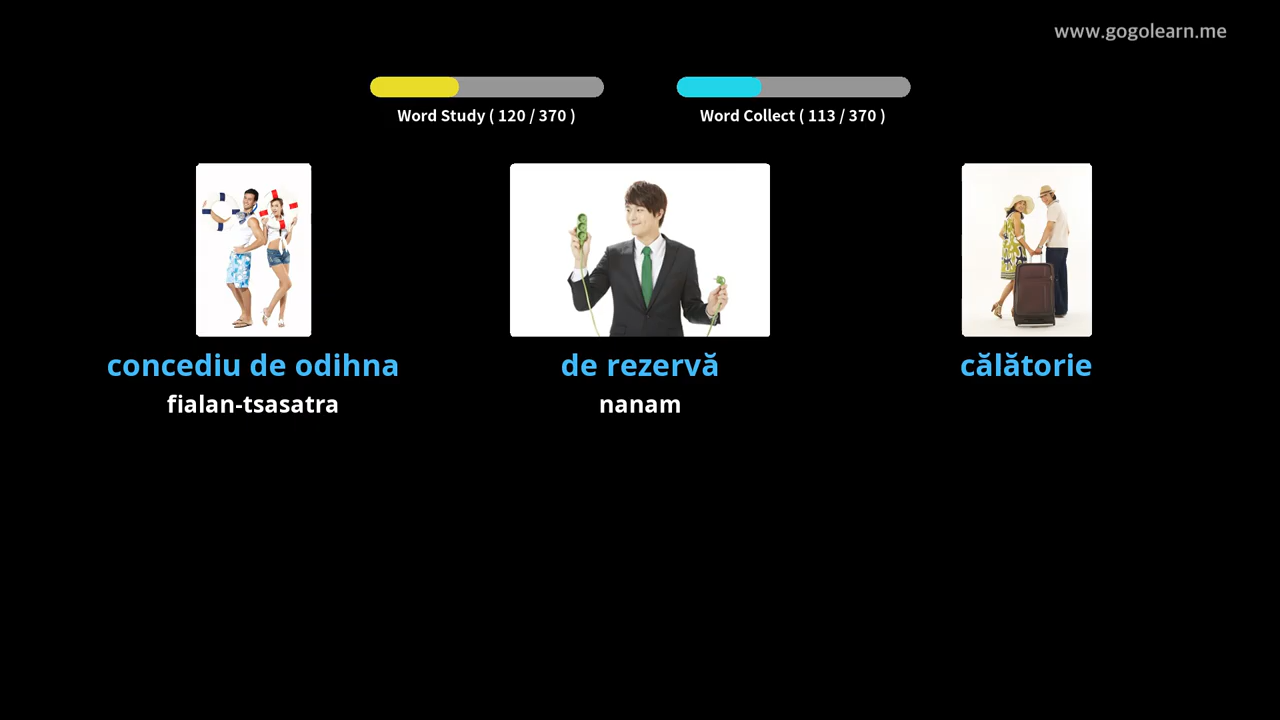 www.gogolearn.me
Word Study ( 120 / 370 )
Word Collect ( 113 / 370 )
concediu de odihna
fialan-tsasatra
de rezervă
nanam
călătorie